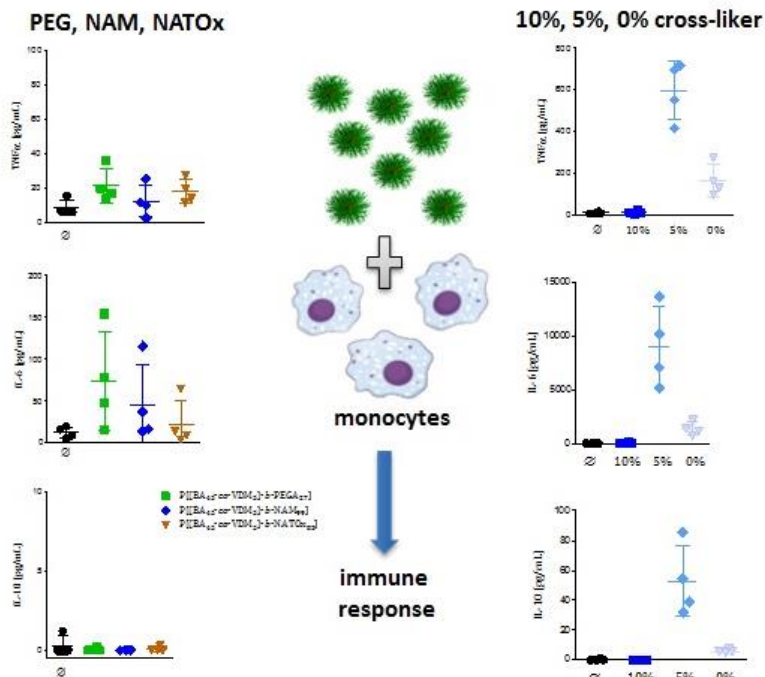 PEG, NAM, NATOx
10%, 5%, 0% cross-liker
TNFα [pg/mL]
100
80
60
40
20
0
Ø
IL-6 [pg/mL]
200
150
100
50
0
Ø
IL-10 [pg/mL]
10
5
0
Ø
monocytes
immune
response
TNFα [pg/mL]
800
600
400
200
0
Ø 10% 5% 0%
IL-6 [pg/mL]
15000
10000
5000
0
Ø 10% 5% 0%
IL-10 [pg/mL]
100
80
60
40
20
0
Ø 10% 5% 0%